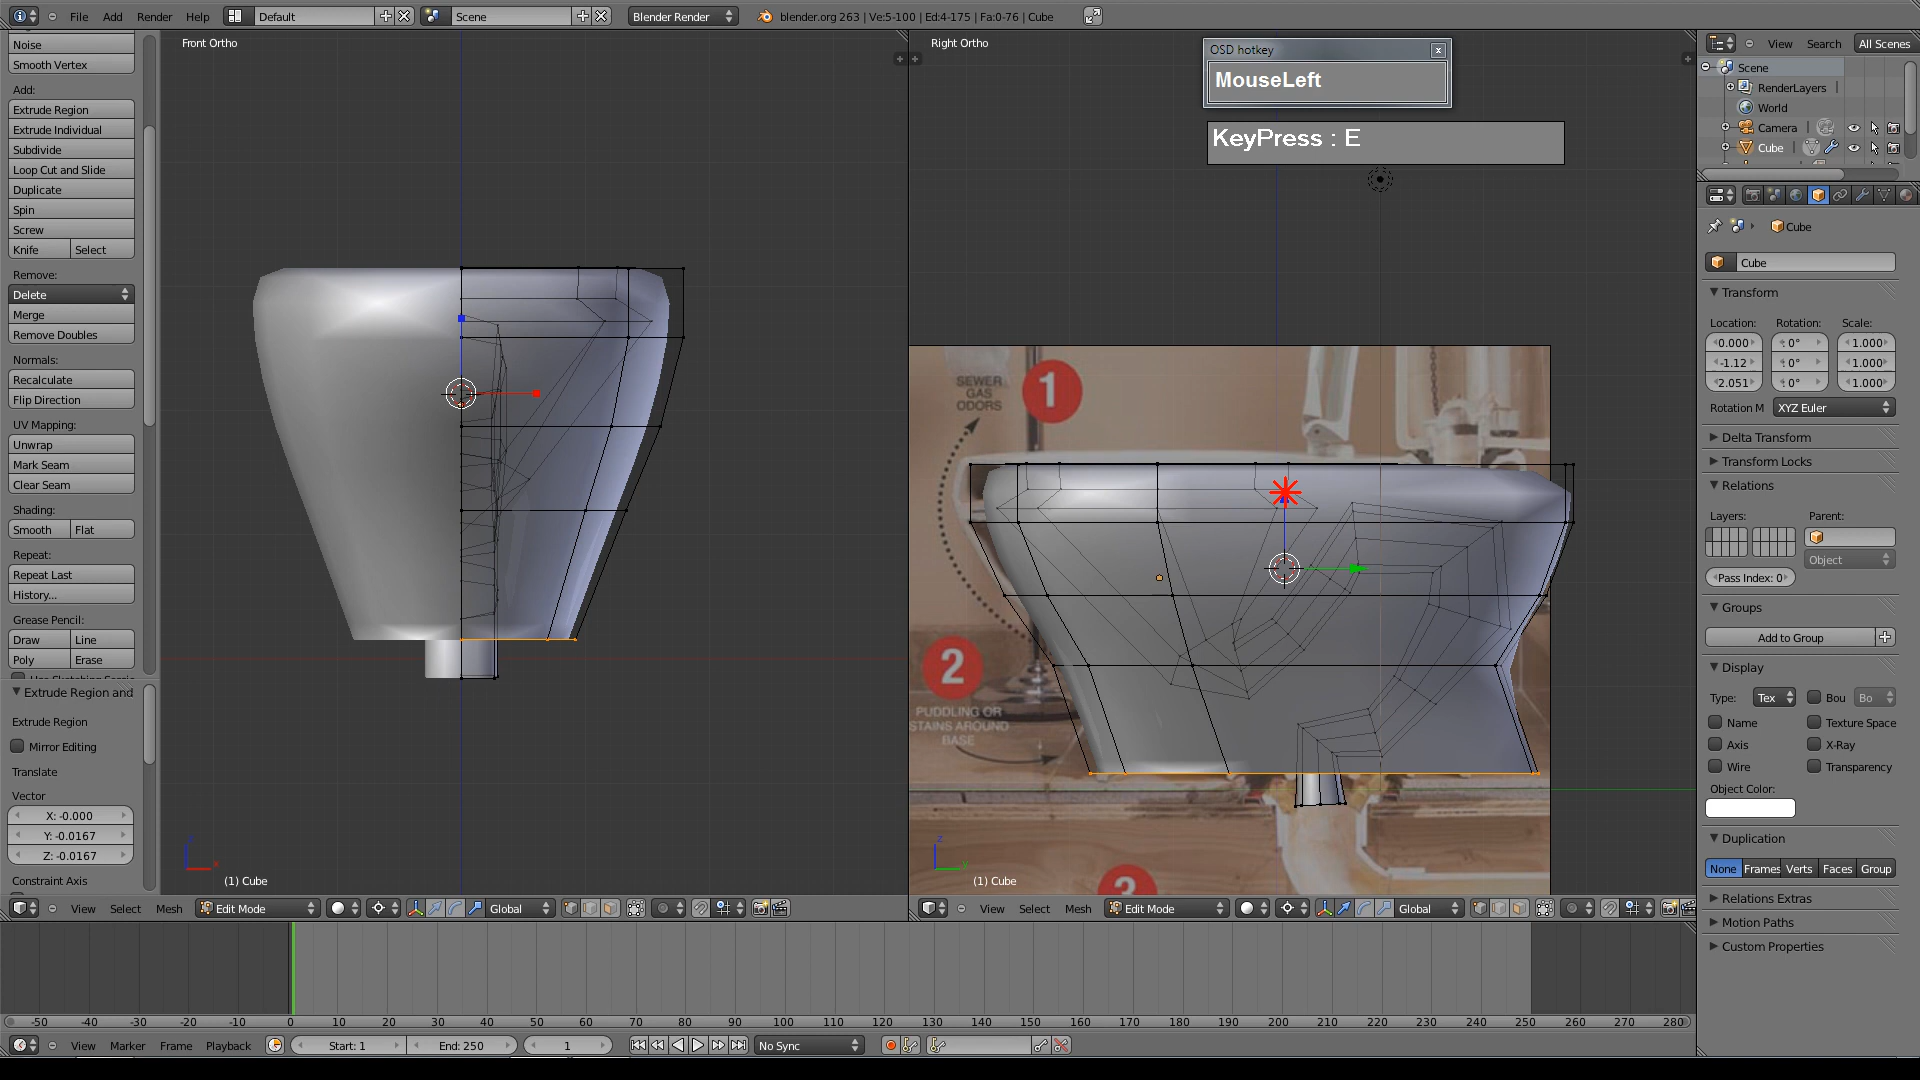 File Add Render Help Default Scene Blender Render blender.org 263 | Ve:5-100 | Ed:4-175 | Fa:0-76 | Cube
Noise
Smooth Vertex
Add:
Extrude Region
Extrude Individual
Subdivide
Loop Cut and Slide
Duplicate
Spin
Screw
Knife Select
Remove:
Delete
Merge
Remove Doubles
Normals:
Recalculate
Flip Direction
UV Mapping:
Unwrap
Mark Seam
Clear Seam
Shading:
Smooth Flat
Repeat:
Repeat Last
History...
Grease Pencil:
Draw Line
Poly Erase
Extrude Region and
Extrude Region
Mirror Editing
Translate
Vector
X: -0.000
Y: -0.0167
Z: -0.0167
Constraint Axis
Front Ortho
(1) Cube
View Select Mesh Edit Mode Global
Right Ortho
OSD hotkey
MouseLeft
KeyPress : E
SEWER
GAS
ODORS
1
2
PUDDLING OR
STAINS AROUND
BASE
3
(1) Cube
View Select Mesh Edit Mode Global
-50 -40 -30 -20 -10 0 10 20 30 40 50 60 70 80 90 100 110 120 130 140 150 160 170 180 190 200 210 220 230 240 250 260 270 280
View Marker Frame Playback Start: 1 End: 250 1 No Sync
View Search All Scenes
Scene
RenderLayers
World
Camera
Cube
Cube
Cube
Transform
Location: Rotation: Scale:
0.000 0° 1.000
-1.12 0° 1.000
2.051 0° 1.000
Rotation M XYZ Euler
Delta Transform
Transform Locks
Relations
Layers: Parent:
Object
Pass Index: 0
Groups
Add to Group
Display
Type: Tex Bou Bo
Name Texture Space
Axis X-Ray
Wire Transparency
Object Color:
Duplication
None Frames Verts Faces Group
Relations Extras
Motion Paths
Custom Properties